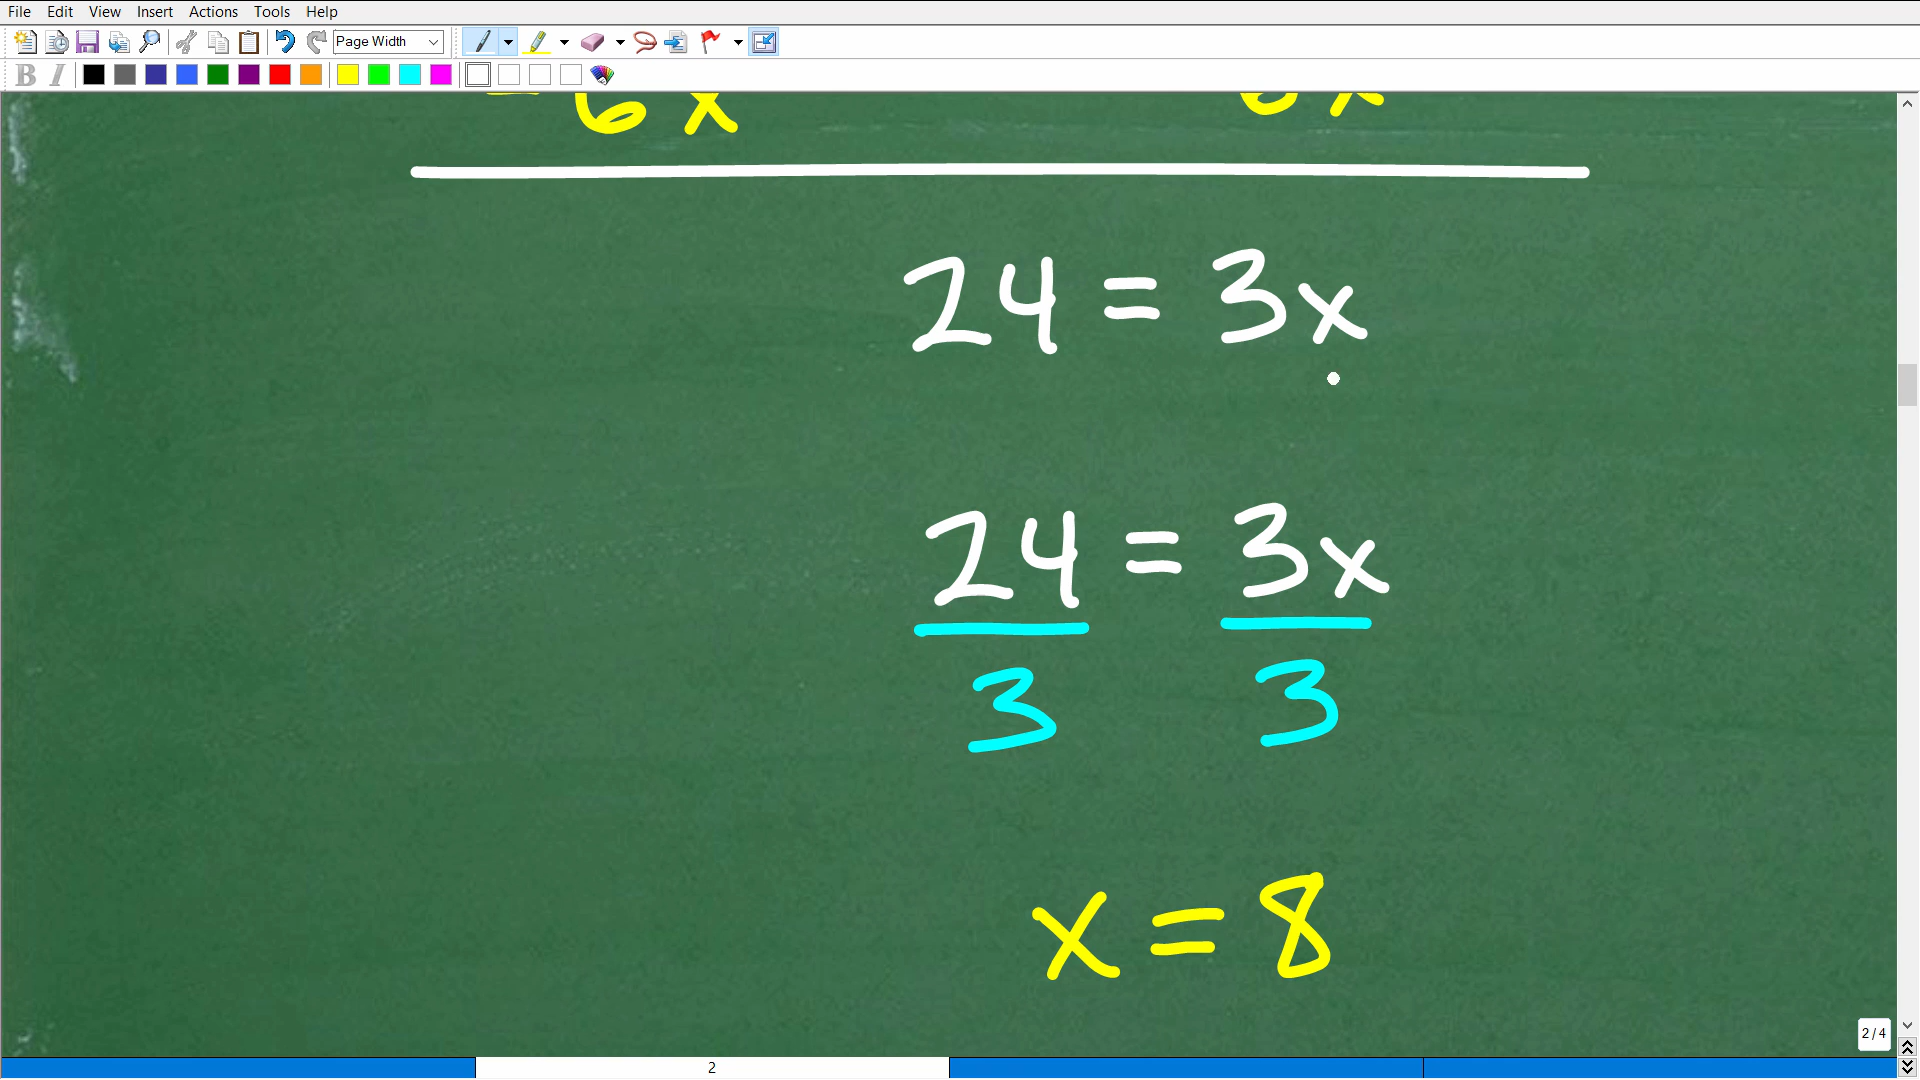 File Edit View Insert Actions Tools Help
Page Width
B I
- 6x
24 = 3x
24 = 3x
3 3
x = 8
2 / 4
2